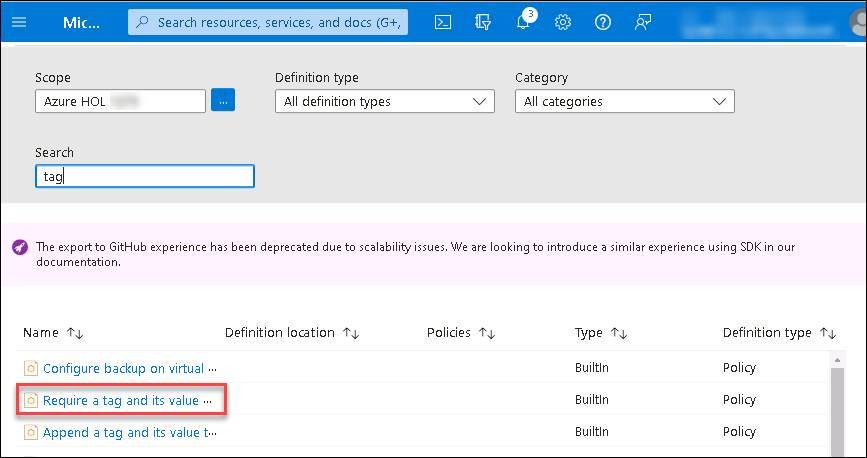 Mic...
Search resources, services, and docs (G+,
3
Scope
Definition type
Category
Azure HOL
...
All definition types
All categories
Search
tag
The export to GitHub experience has been deprecated due to scalability issues. We are looking to introduce a similar experience using SDK in our
documentation.
Name ↑↓ Definition location ↑↓ Policies ↑↓ Type ↑↓ Definition type ↑↓
Configure backup on virtual ... BuiltIn Policy
Require a tag and its value ... BuiltIn Policy
Append a tag and its value t... BuiltIn Policy